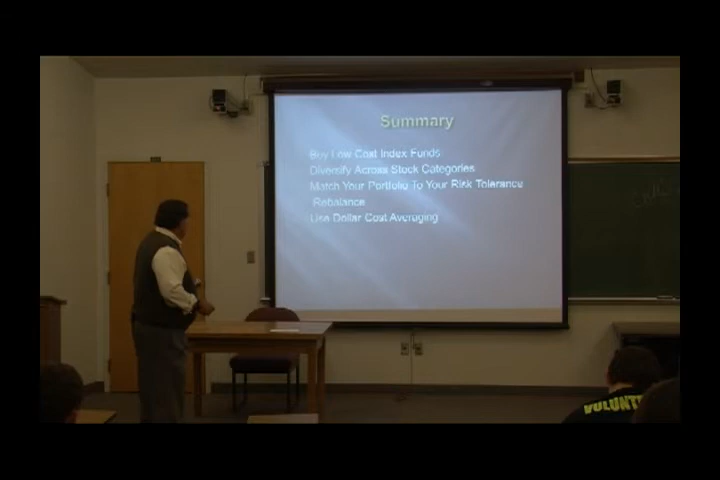 Summary
Buy Low Cost Index Funds
Diversify Across Stock Categories
Match Your Portfolio To Your Risk Tolerance
Rebalance
Use Dollar Cost Averaging